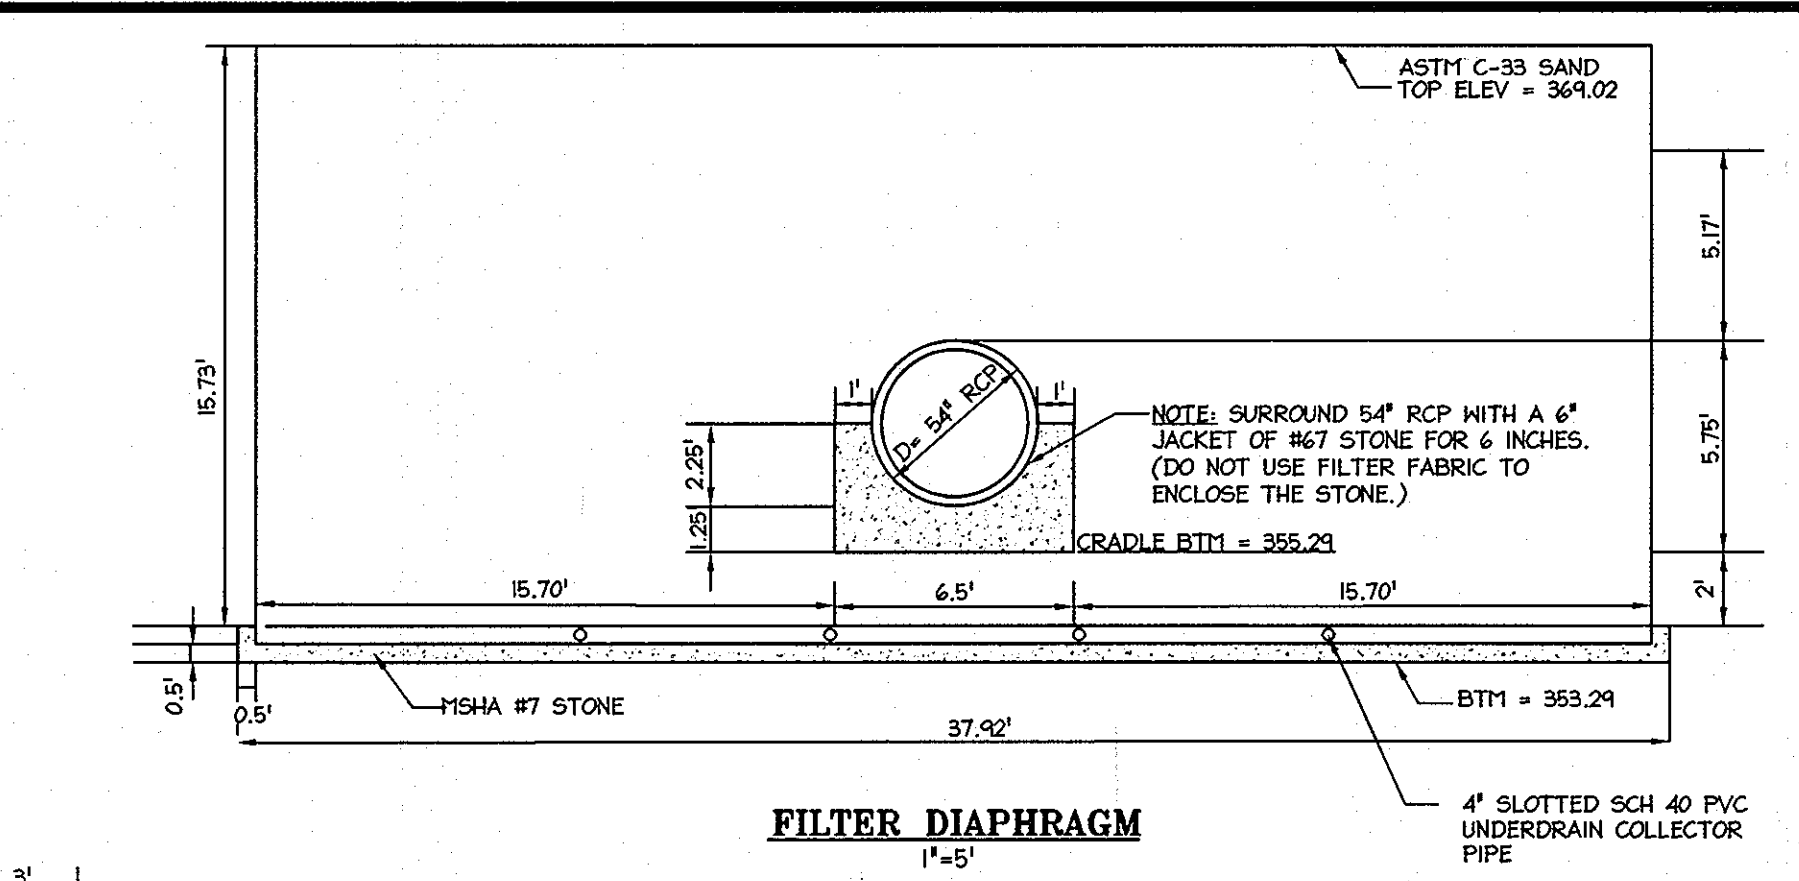 ASTM C-33 SAND
TOP ELEV = 369.02
5.17'
15.73'
1'
1'
D= 54" RCP
NOTE: SURROUND 54" RCP WITH A 6"
JACKET OF #67 STONE FOR 6 INCHES.
(DO NOT USE FILTER FABRIC TO
ENCLOSE THE STONE.)
5.75'
2.25'
1.25'
CRADLE BTM = 355.29
15.70'
6.5'
15.70'
2'
0.5'
0.5'
MSHA #7 STONE
BTM = 353.29
37.92'
4" SLOTTED SCH 40 PVC
UNDERDRAIN COLLECTOR
PIPE
FILTER DIAPHRAGM
1"=5'
3'